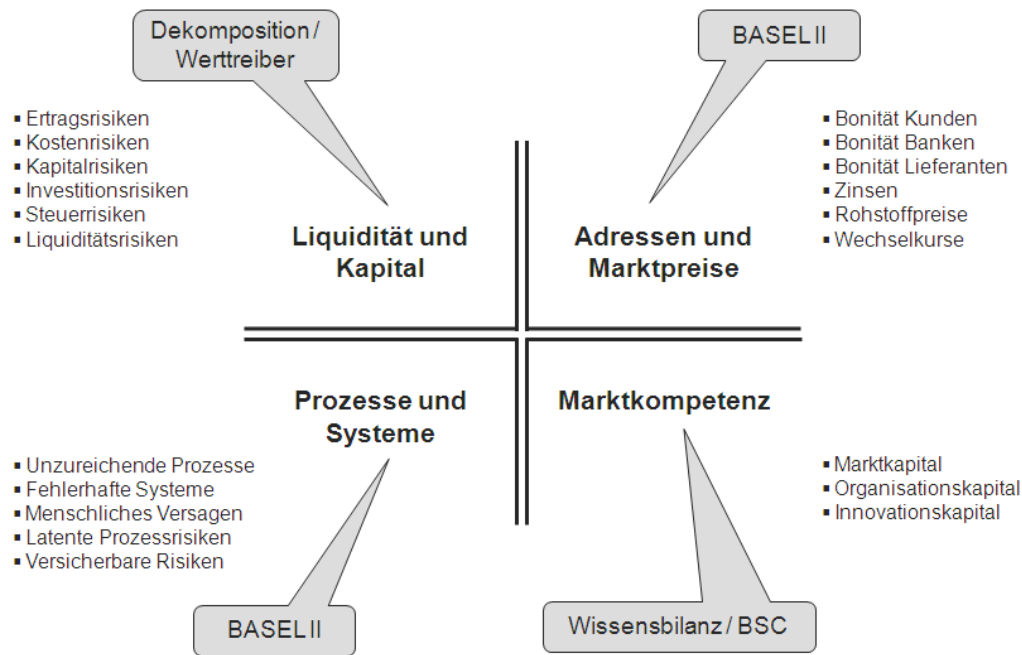 Dekomposition /
Werttreiber
BASEL II
▪ Ertragsrisiken
▪ Kostenrisiken
▪ Kapitalrisiken
▪ Investitionsrisiken
▪ Steuerrisiken
▪ Liquiditätsrisiken
▪ Bonität Kunden
▪ Bonität Banken
▪ Bonität Lieferanten
▪ Zinsen
▪ Rohstoffpreise
▪ Wechselkurse
Liquidität und
Kapital
Adressen und
Marktpreise
Prozesse und
Systeme
Marktkompetenz
▪ Unzureichende Prozesse
▪ Fehlerhafte Systeme
▪ Menschliches Versagen
▪ Latente Prozessrisiken
▪ Versicherbare Risiken
▪ Marktkapital
▪ Organisationskapital
▪ Innovationskapital
BASEL II
Wissensbilanz / BSC